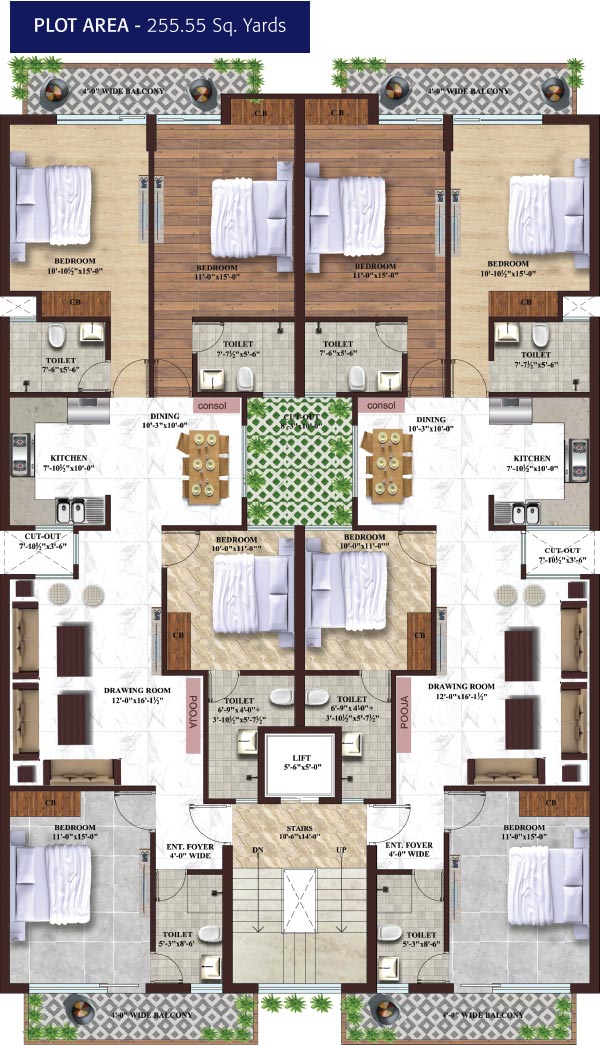 PLOT AREA - 255.55 Sq. Yards
4'-0" WIDE BALCONY
4'-0" WIDE BALCONY
C.B
C.B
BEDROOM
10'-10½"x15'-0"
BEDROOM
11'-0"x15'-0"
BEDROOM
11'-0"x15'-0"
BEDROOM
10'-10½"x15'-0"
CB
CB
TOILET
7'-6"x5'-6"
TOILET
7'-7½"x5'-6"
TOILET
7'-6"x5'-6"
TOILET
7'-7½"x5'-6"
consol
consol
DINING
10'-3"x10'-0"
CUT-OUT
DINING
10'-3"x10'-0"
KITCHEN
7'-10½"x10'-0"
KITCHEN
7'-10½"x10'-0"
CUT-OUT
7'-10½"x3'-6"
BEDROOM
10'-0"x11'-0""
BEDROOM
10'-0"x11'-0""
CUT-OUT
7'-10½"x3'-6"
CB
CB
DRAWING ROOM
12'-0"x16'-1½"
POOJA
TOILET
6'-9"x4'-0"+
3'-10½"x5'-7½"
TOILET
6'-9"x4'-0"+
3'-10½"x5'-7½"
POOJA
DRAWING ROOM
12'-0"x16'-1½"
LIFT
5'-6"x5'-0"
CB
CB
BEDROOM
11'-0"x15'-0"
ENT. FOYER
4'-0" WIDE
STAIRS
10'-6"x14'-0"
DN
UP
ENT. FOYER
4'-0" WIDE
BEDROOM
11'-0"x15'-0"
TOILET
5'-3"x8'-6'
TOILET
5'-3"x8'-6"
4'-0" WIDE BALCONY
4'-0" WIDE BALCONY